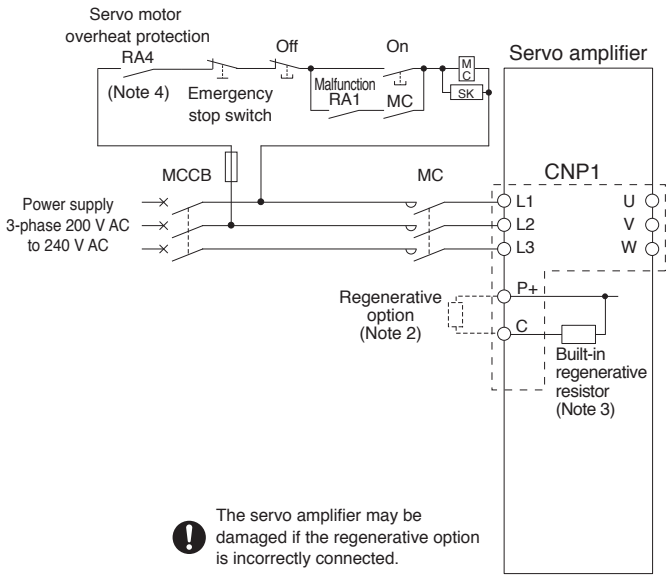 Servo motor
overheat protection
RA4
(Note 4)
Emergency
stop switch
Off
On
Malfunction
RA1
MC
M
C
SK
Servo amplifier
MCCB
MC
CNP1
Power supply
3-phase 200 V AC
to 240 V AC
L1
L2
L3
U
V
W
Regenerative
option
(Note 2)
P+
C
Built-in
regenerative
resistor
(Note 3)
The servo amplifier may be
damaged if the regenerative option
is incorrectly connected.